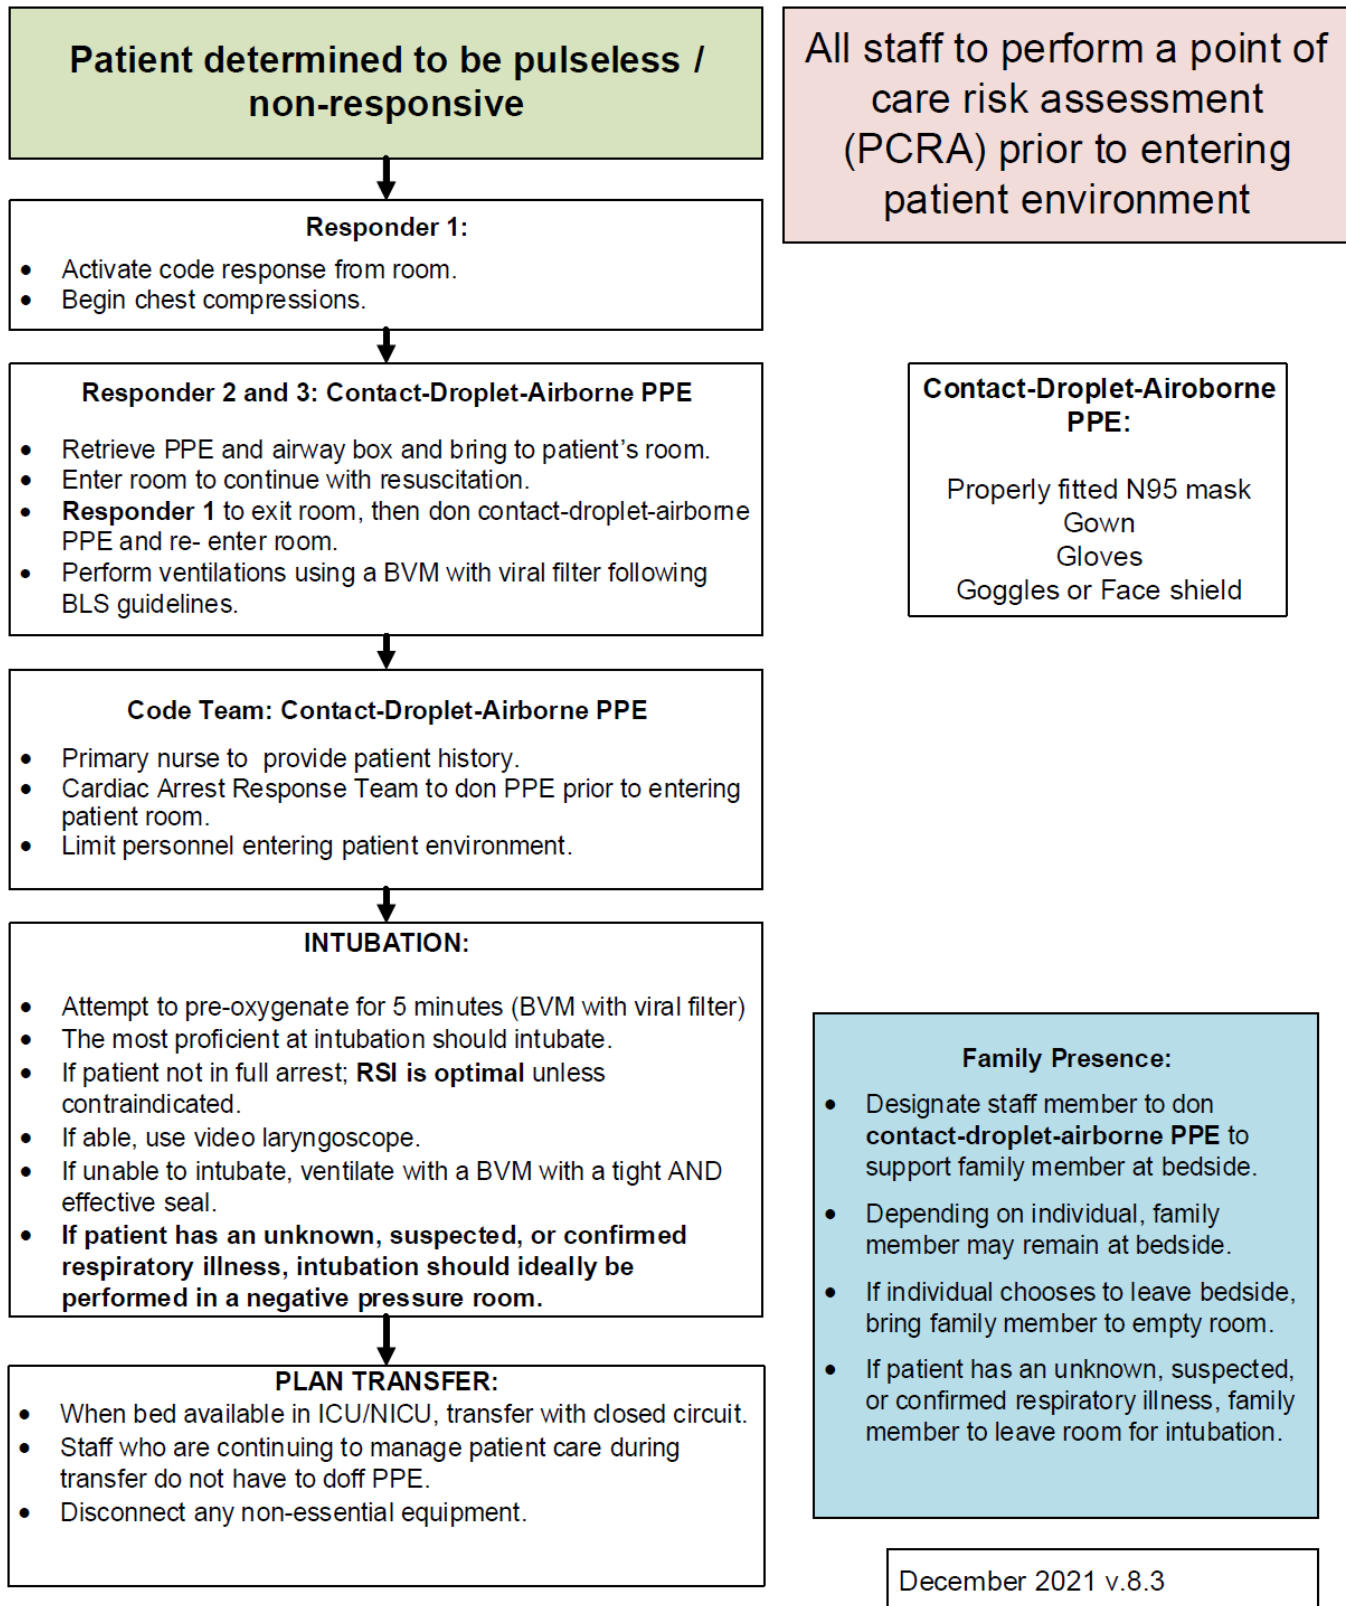 Patient determined to be pulseless /
non-responsive
All staff to perform a point of
care risk assessment
(PCRA) prior to entering
patient environment
Responder 1:
• Activate code response from room.
• Begin chest compressions.
Responder 2 and 3: Contact-Droplet-Airborne PPE
• Retrieve PPE and airway box and bring to patient’s room.
• Enter room to continue with resuscitation.
• Responder 1 to exit room, then don contact-droplet-airborne
PPE and re- enter room.
• Perform ventilations using a BVM with viral filter following
BLS guidelines.
Contact-Droplet-Airoborne
PPE:
Properly fitted N95 mask
Gown
Gloves
Goggles or Face shield
Code Team: Contact-Droplet-Airborne PPE
• Primary nurse to provide patient history.
• Cardiac Arrest Response Team to don PPE prior to entering
patient room.
• Limit personnel entering patient environment.
INTUBATION:
• Attempt to pre-oxygenate for 5 minutes (BVM with viral filter)
• The most proficient at intubation should intubate.
• If patient not in full arrest; RSI is optimal unless
contraindicated.
• If able, use video laryngoscope.
• If unable to intubate, ventilate with a BVM with a tight AND
effective seal.
• If patient has an unknown, suspected, or confirmed
respiratory illness, intubation should ideally be
performed in a negative pressure room.
Family Presence:
• Designate staff member to don
contact-droplet-airborne PPE to
support family member at bedside.
• Depending on individual, family
member may remain at bedside.
• If individual chooses to leave bedside,
bring family member to empty room.
• If patient has an unknown, suspected,
or confirmed respiratory illness, family
member to leave room for intubation.
PLAN TRANSFER:
• When bed available in ICU/NICU, transfer with closed circuit.
• Staff who are continuing to manage patient care during
transfer do not have to doff PPE.
• Disconnect any non-essential equipment.
December 2021 v.8.3